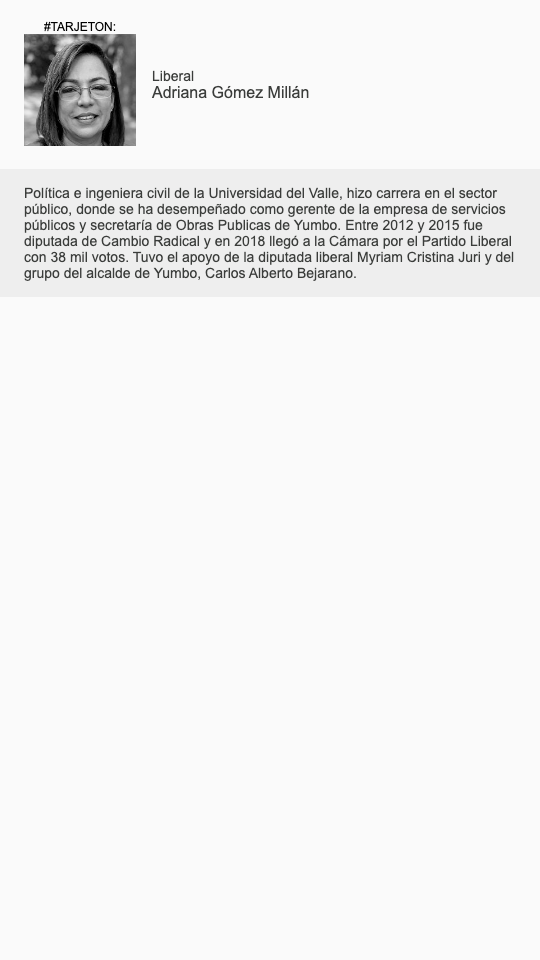 #TARJETON:
Liberal
Adriana Gómez Millán
Política e ingeniera civil de la Universidad del Valle, hizo carrera en el sector
público, donde se ha desempeñado como gerente de la empresa de servicios
públicos y secretaría de Obras Publicas de Yumbo. Entre 2012 y 2015 fue
diputada de Cambio Radical y en 2018 llegó a la Cámara por el Partido Liberal
con 38 mil votos. Tuvo el apoyo de la diputada liberal Myriam Cristina Juri y del
grupo del alcalde de Yumbo, Carlos Alberto Bejarano.